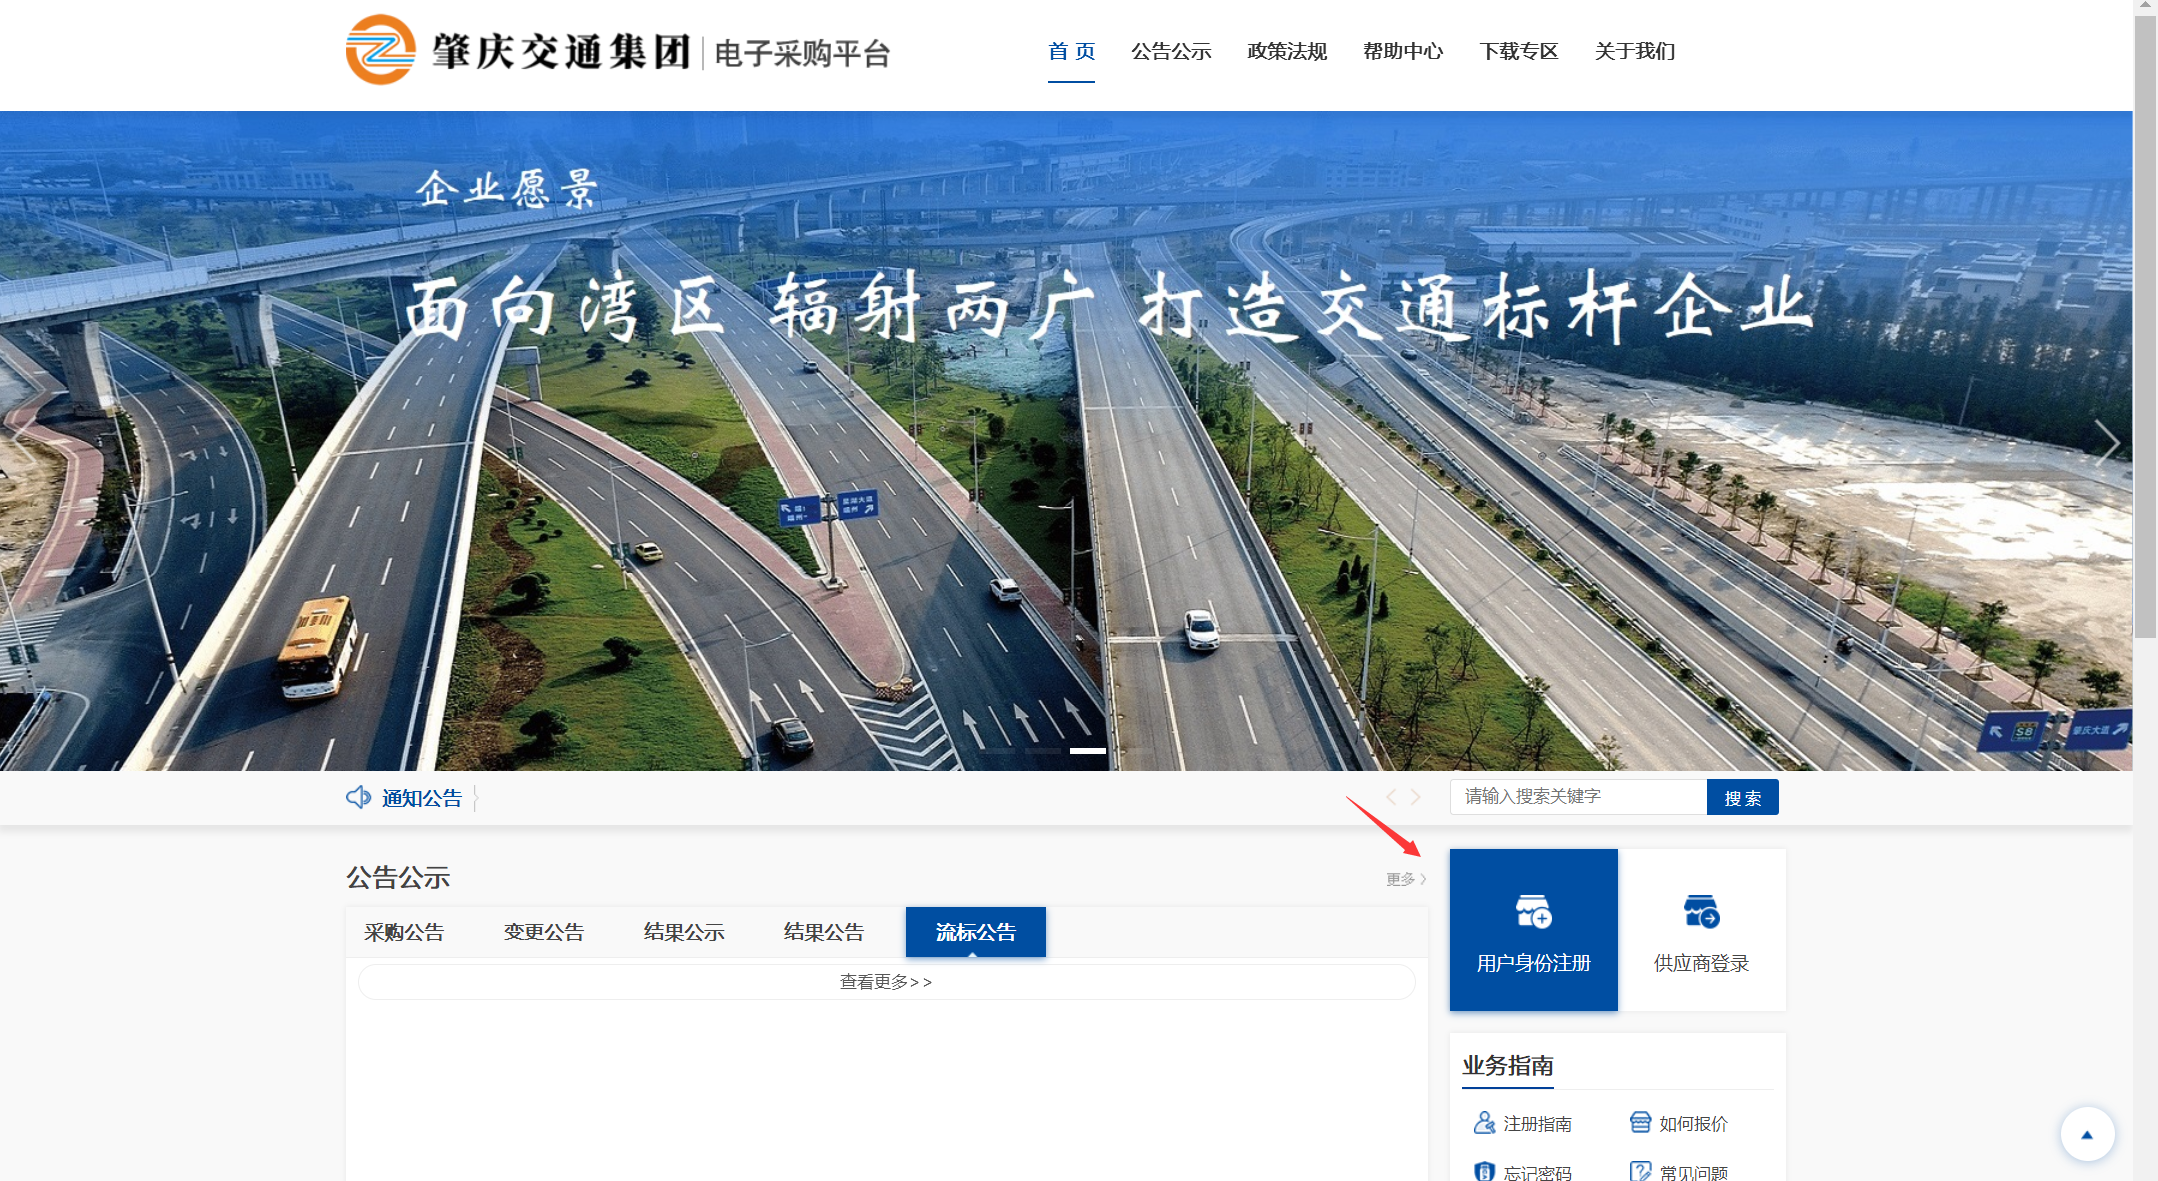 肇庆交通集团 电子采购平台
首 页 公告公示 政策法规 帮助中心 下载专区 关于我们
企业愿景
面向湾区 辐射两广 打造交通标杆企业
S8
肇庆大道
通知公告
请输入搜索关键字 搜 索
公告公示 更多
采购公告 变更公告 结果公示 结果公告 流标公告
查看更多>>
用户身份注册 供应商登录
业务指南
注册指南 如何报价
忘记密码 常见问题